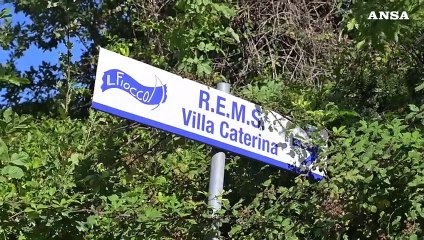 ANSA
IL FIOCCO
R.E.M.S.
Villa Caterina